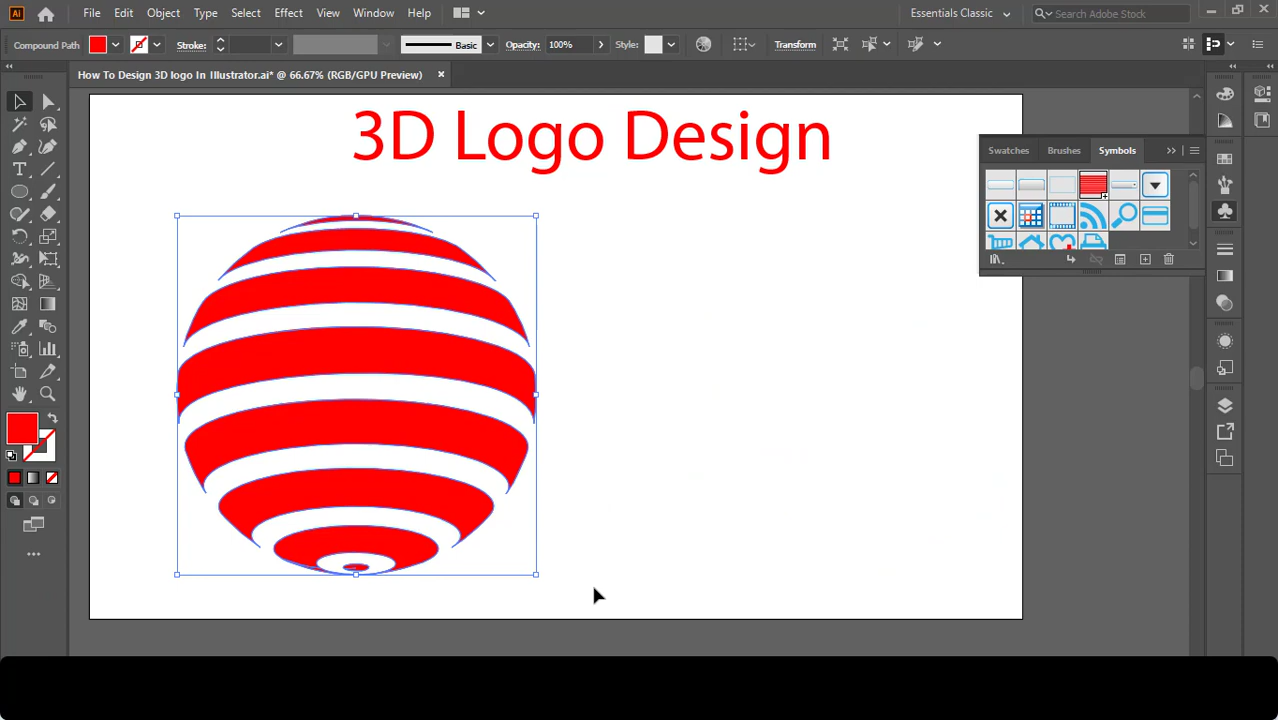 Ai File Edit Object Type Select Effect View Window Help Essentials Classic Search Adobe Stock
Compound Path Stroke: Basic Opacity: 100% Style: Transform
How To Design 3D logo In Illustrator.ai* @ 66.67% (RGB/GPU Preview)
3D Logo Design
Swatches Brushes Symbols